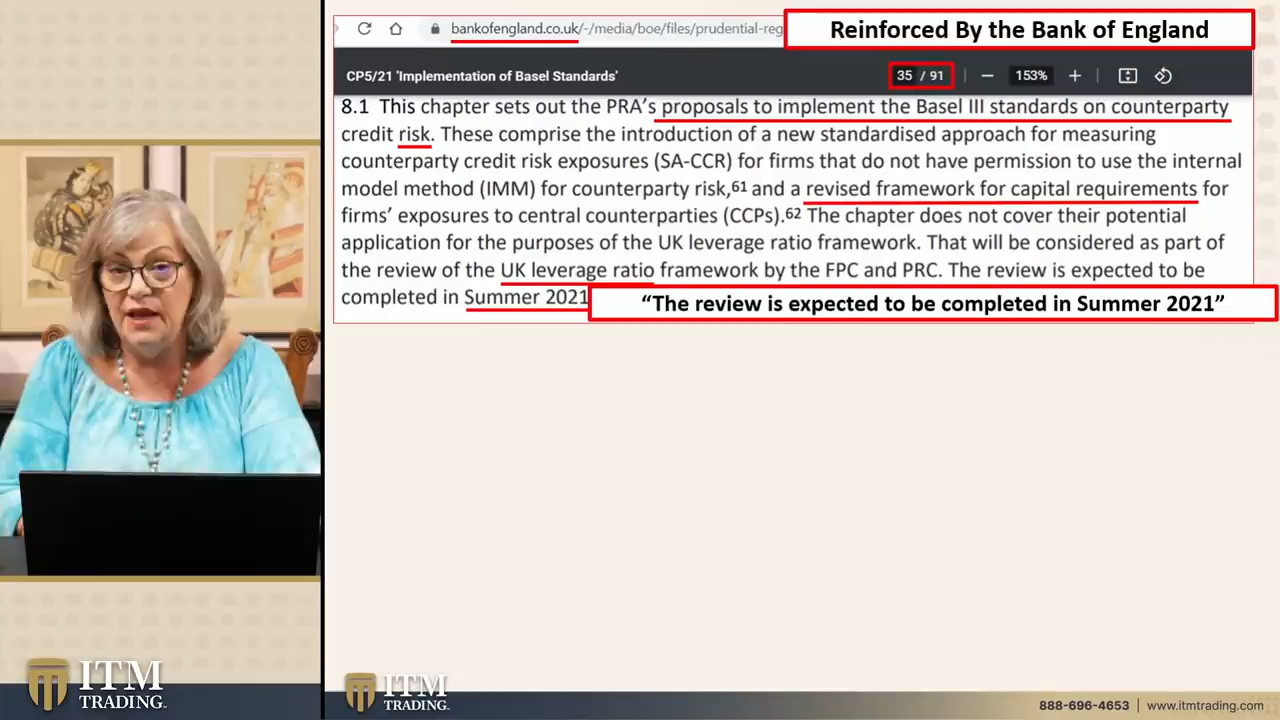 bankofengland.co.uk/-/media/boe/files/prudential-reg
Reinforced By the Bank of England
CP5/21 'Implementation of Basel Standards'
35 / 91
153%
8.1 This chapter sets out the PRA's proposals to implement the Basel III standards on counterparty
credit risk. These comprise the introduction of a new standardised approach for measuring
counterparty credit risk exposures (SA-CCR) for firms that do not have permission to use the internal
model method (IMM) for counterparty risk,61 and a revised framework for capital requirements for
firms' exposures to central counterparties (CCPs).62 The chapter does not cover their potential
application for the purposes of the UK leverage ratio framework. That will be considered as part of
the review of the UK leverage ratio framework by the FPC and PRC. The review is expected to be
completed in Summer 2021
“The review is expected to be completed in Summer 2021”
ITM
TRADING
ITM
TRADING
888-696-4653 | www.itmtrading.com